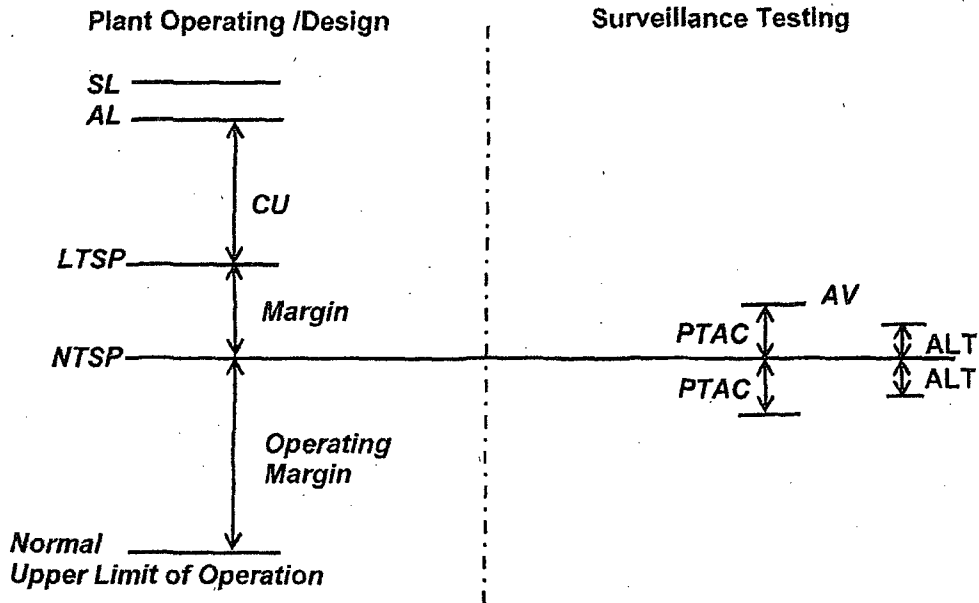 Plant Operating /Design
Surveillance Testing
SL
AL
CU
LTSP
Margin
NTSP
Operating
Margin
Normal
Upper Limit of Operation
AV
PTAC
ALT
PTAC
ALT